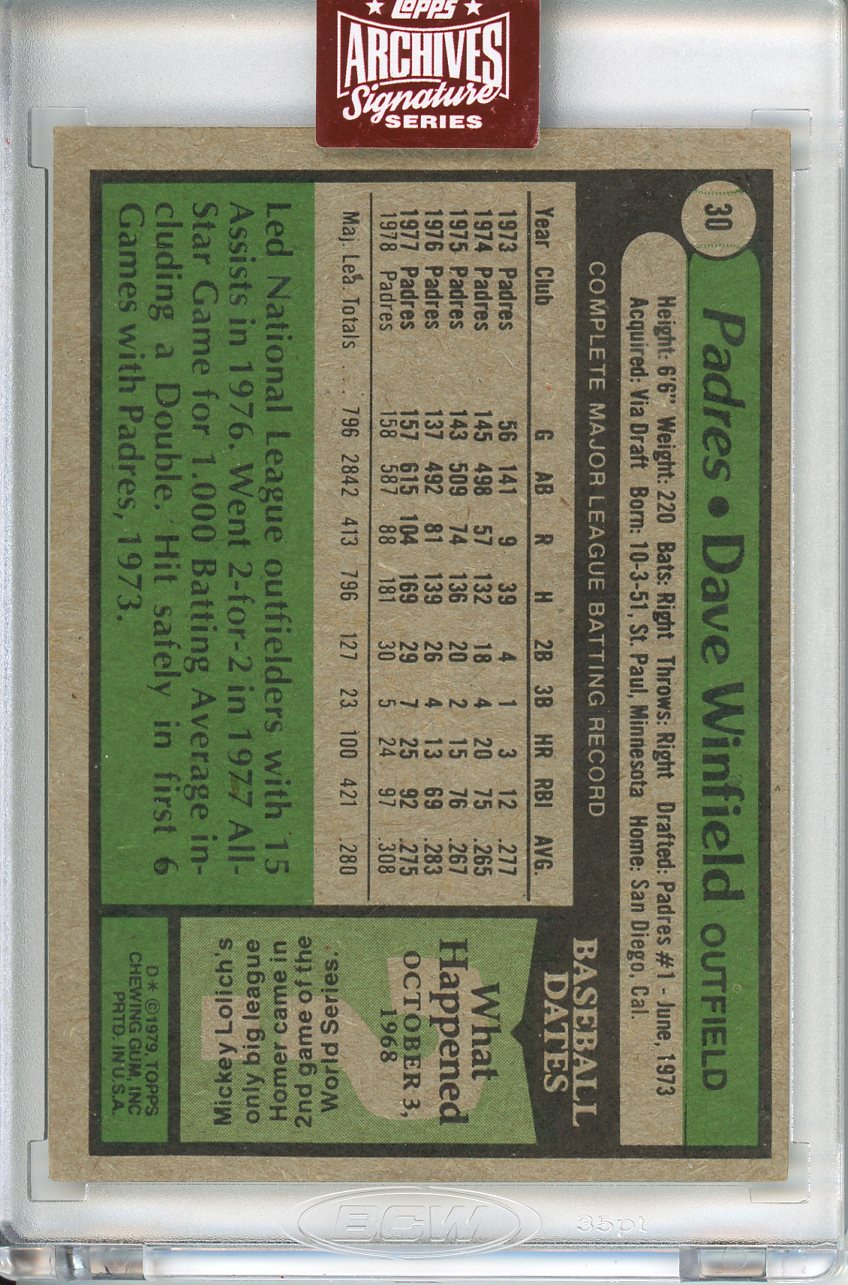 topps
ARCHIVES
Signature
SERIES
30
Padres • Dave Winfield OUTFIELD
Height: 6'6" Weight: 220 Bats: Right Throws: Right Drafted: Padres #1 - June, 1973
Acquired: Via Draft Born: 10-3-51, St. Paul, Minnesota Home: San Diego, Cal.
COMPLETE MAJOR LEAGUE BATTING RECORD
Year Club G AB R H 2B 3B HR RBI AVG.
1973 Padres 56 141 9 39 4 1 3 12 .277
1974 Padres 145 498 57 132 18 4 20 75 .265
1975 Padres 143 509 74 136 20 2 15 76 .267
1976 Padres 137 492 81 139 26 4 13 69 .283
1977 Padres 157 615 104 169 29 7 25 92 .275
1978 Padres 158 587 88 181 30 5 24 97 .308
Maj. Lea. Totals ... 796 2842 413 796 127 23 100 421 .280
Led National League outfielders with 15
Assists in 1976. Went 2-for-2 in 1977 All-
Star Game for 1.000 Batting Average in-
cluding a Double. Hit safely in first 6
Games with Padres, 1973.
BASEBALL
DATES
What
Happened
OCTOBER 3,
1968
Mickey Lolich's
only big league
Homer came in
2nd game of the
World Series.
D* ©1979, TOPPS
CHEWING GUM, INC
PRTD. IN U.S.A.
BCW
35pt